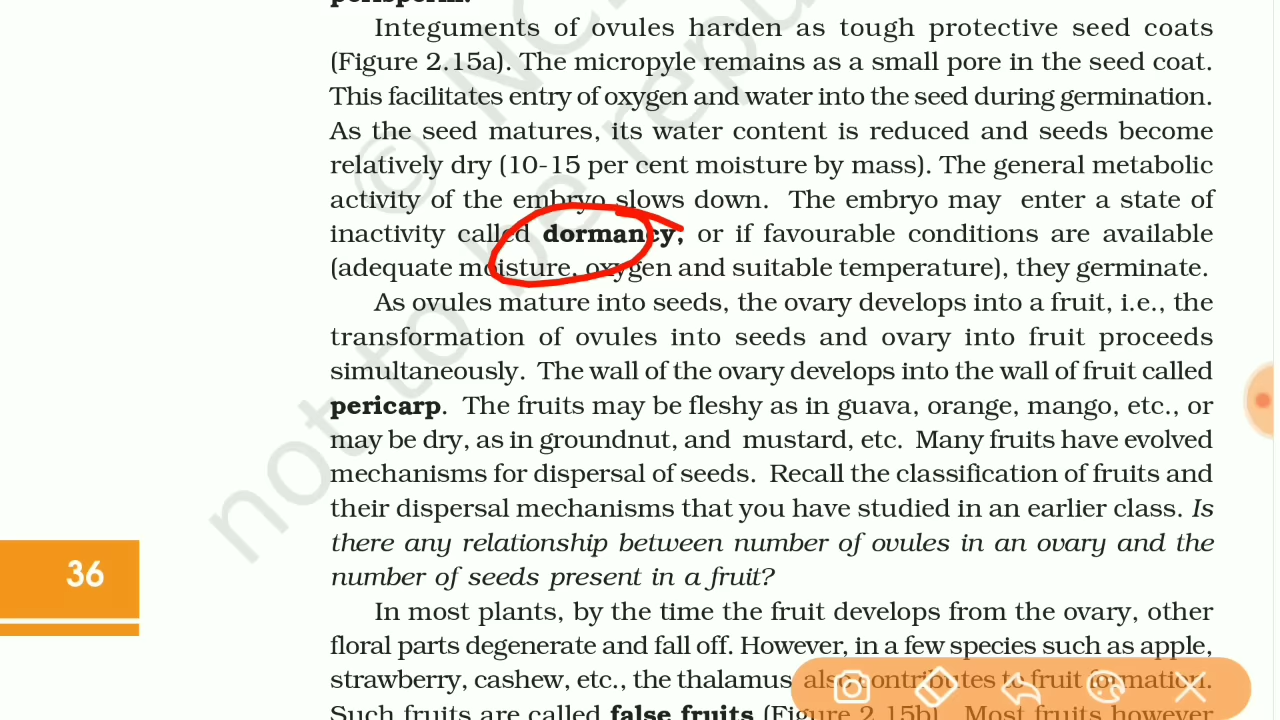 perisperm.
Integuments of ovules harden as tough protective seed coats
(Figure 2.15a). The micropyle remains as a small pore in the seed coat.
This facilitates entry of oxygen and water into the seed during germination.
As the seed matures, its water content is reduced and seeds become
relatively dry (10-15 per cent moisture by mass). The general metabolic
activity of the embryo slows down. The embryo may enter a state of
inactivity called dormancy, or if favourable conditions are available
(adequate moisture, oxygen and suitable temperature), they germinate.
As ovules mature into seeds, the ovary develops into a fruit, i.e., the
transformation of ovules into seeds and ovary into fruit proceeds
simultaneously. The wall of the ovary develops into the wall of fruit called
pericarp. The fruits may be fleshy as in guava, orange, mango, etc., or
may be dry, as in groundnut, and mustard, etc. Many fruits have evolved
mechanisms for dispersal of seeds. Recall the classification of fruits and
their dispersal mechanisms that you have studied in an earlier class. Is
there any relationship between number of ovules in an ovary and the
number of seeds present in a fruit?
In most plants, by the time the fruit develops from the ovary, other
floral parts degenerate and fall off. However, in a few species such as apple,
strawberry, cashew, etc., the thalamus also contributes to fruit formation.
Such fruits are called false fruits (Figure 2.15b). Most fruits however
36
© NC
not to be repu